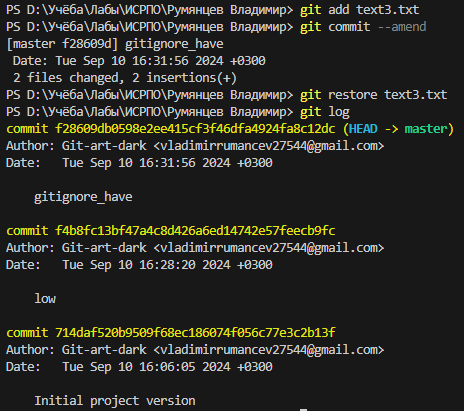 PS D:\Учёба\Лабы\ИСРПО\Румянцев Владимир> git add text3.txt
PS D:\Учёба\Лабы\ИСРПО\Румянцев Владимир> git commit --amend
[master f28609d] gitignore_have
 Date: Tue Sep 10 16:31:56 2024 +0300
 2 files changed, 2 insertions(+)
PS D:\Учёба\Лабы\ИСРПО\Румянцев Владимир> git restore text3.txt
PS D:\Учёба\Лабы\ИСРПО\Румянцев Владимир> git log
commit f28609db0598e2ee415cf3f46dfa4924fa8c12dc (HEAD -> master)
Author: Git-art-dark <vladimirrumancev27544@gmail.com>
Date:   Tue Sep 10 16:31:56 2024 +0300

    gitignore_have

commit f4b8fc13bf47a4c8d426a6ed14742e57feecb9fc
Author: Git-art-dark <vladimirrumancev27544@gmail.com>
Date:   Tue Sep 10 16:28:20 2024 +0300

    low

commit 714daf520b9509f68ec186074f056c77e3c2b13f
Author: Git-art-dark <vladimirrumancev27544@gmail.com>
Date:   Tue Sep 10 16:06:05 2024 +0300

    Initial project version